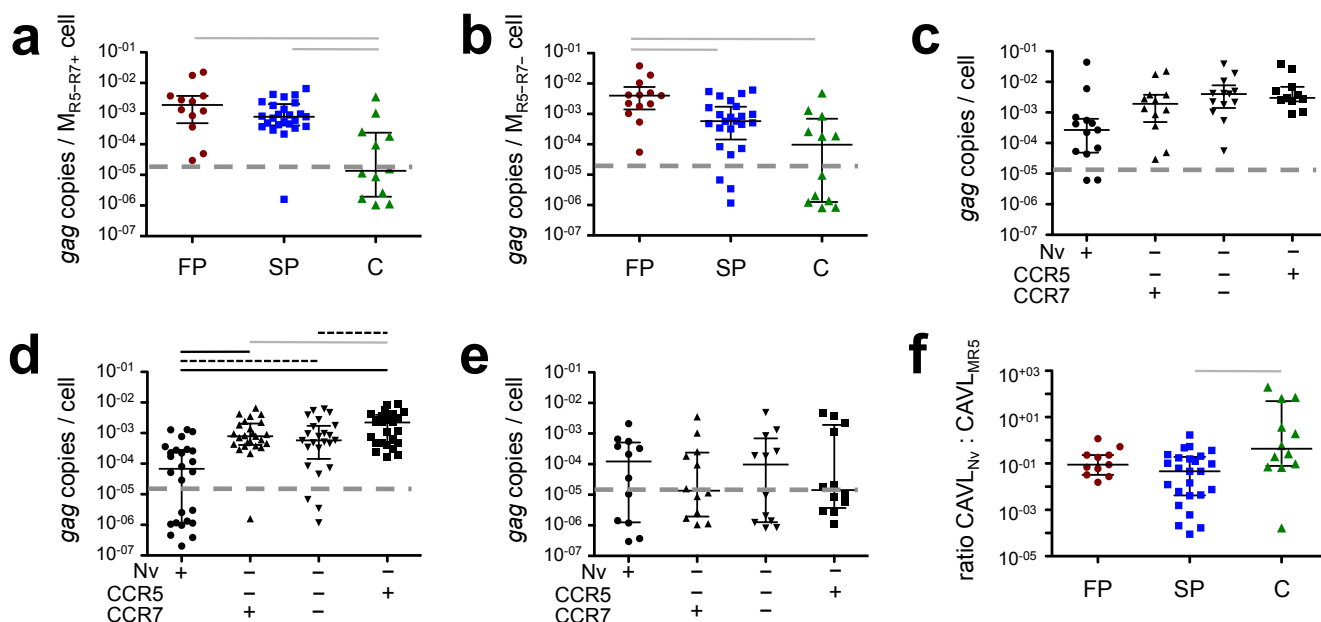 a
gag copies / M_R5–R7+ cell
10^-01
10^-02
10^-03
10^-04
10^-05
10^-06
10^-07
FP SP C
b
gag copies / M_R5–R7– cell
10^-01
10^-02
10^-03
10^-04
10^-05
10^-06
10^-07
FP SP C
c
gag copies / cell
10^-01
10^-02
10^-03
10^-04
10^-05
10^-06
10^-07
Nv + – – –
CCR5 – – +
CCR7 + –
d
gag copies / cell
10^-01
10^-02
10^-03
10^-04
10^-05
10^-06
10^-07
Nv + – – –
CCR5 – – +
CCR7 + –
e
gag copies / cell
10^-01
10^-02
10^-03
10^-04
10^-05
10^-06
10^-07
Nv + – – –
CCR5 – – +
CCR7 + –
f
ratio CAVL_Nv : CAVL_MR5
10^+03
10^+01
10^-01
10^-03
10^-05
FP SP C